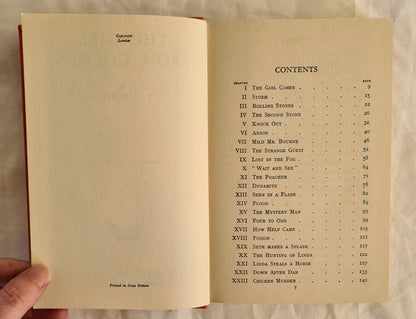 Copyright
London
Printed in Great Britain
CONTENTS
CHAPTER PAGE
I The Girl Comes 9
II Storm 15
III Rolling Stones 22
IV The Second Stone 32
V Knock Out 32
VI Arson 40
VII Mild Mr. Bourne 46
VIII The Strange Guest 52
IX Lost in the Fog 58
X "Wait and See" 64
XI The Poacher 71
XII Dynamite 78
XIII Seen in a Flash 82
XIV Flood 87
XV The Mystery Man 95
XVI Four to One 99
XVII How Help Came 105
XVIII Poison 111
XIX Seth makes a Splash 117
XX The Hunting of Linda 122
XXI Linda Steals a Horse 127
XXII Down After Dan 133
XXIII Chicken Murder 140
7